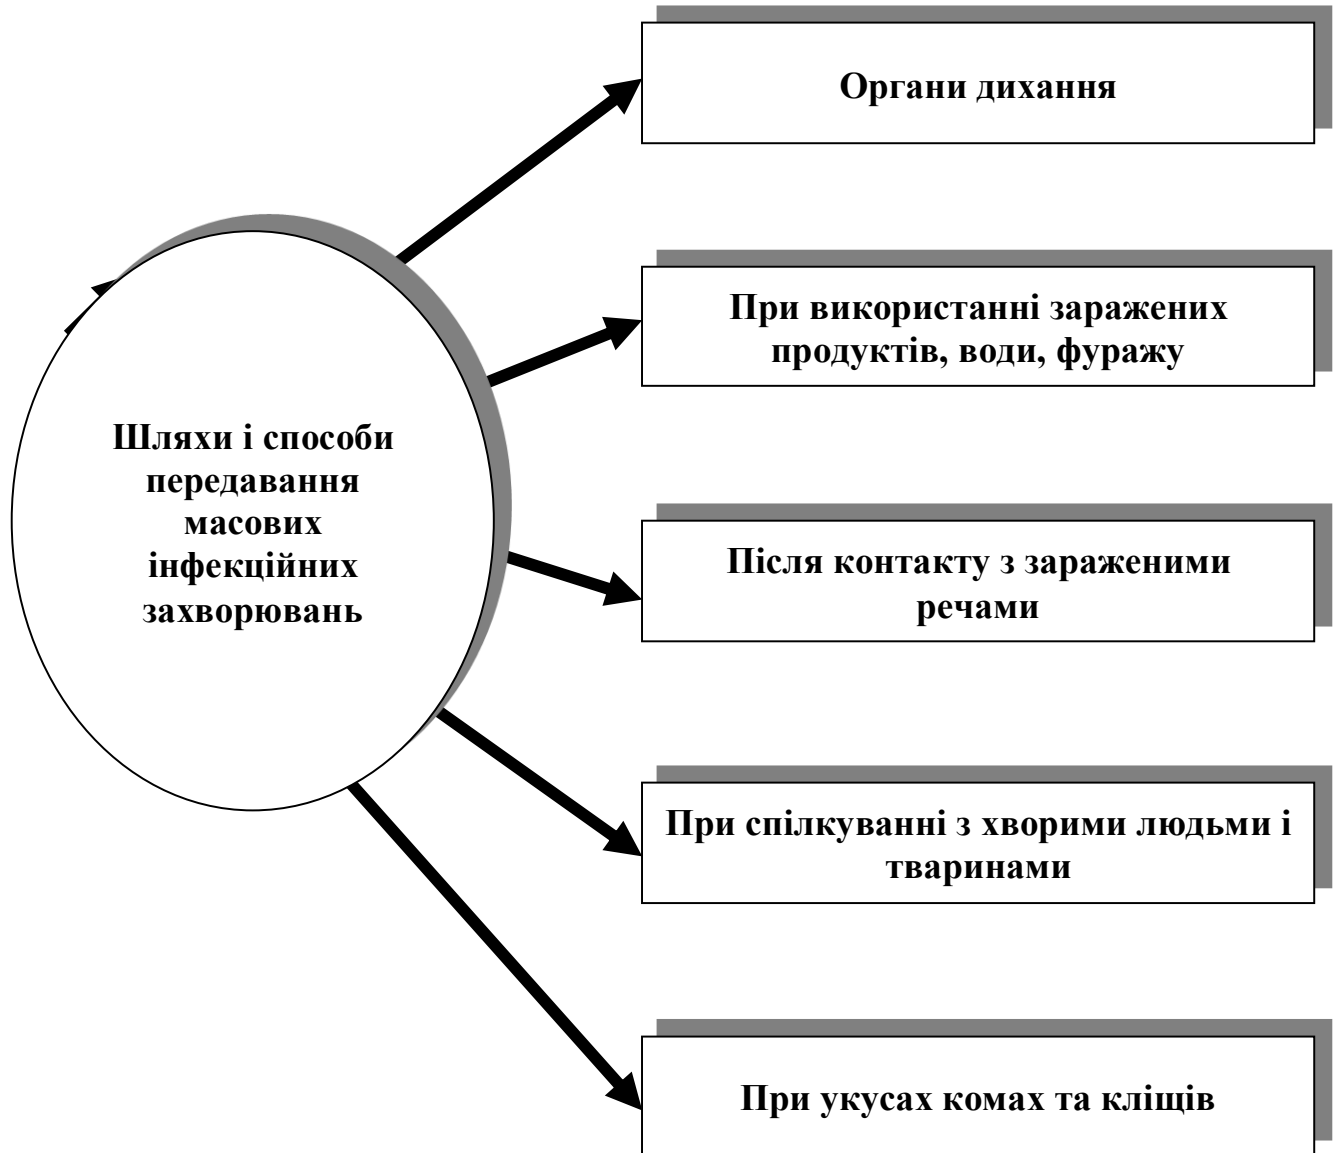 Органи дихання
При використанні заражених
продуктів, води, фуражу
Шляхи і способи
передавання
масових
інфекційних
захворювань
Після контакту з зараженими
речами
При спілкуванні з хворими людьми і
тваринами
При укусах комах та кліщів